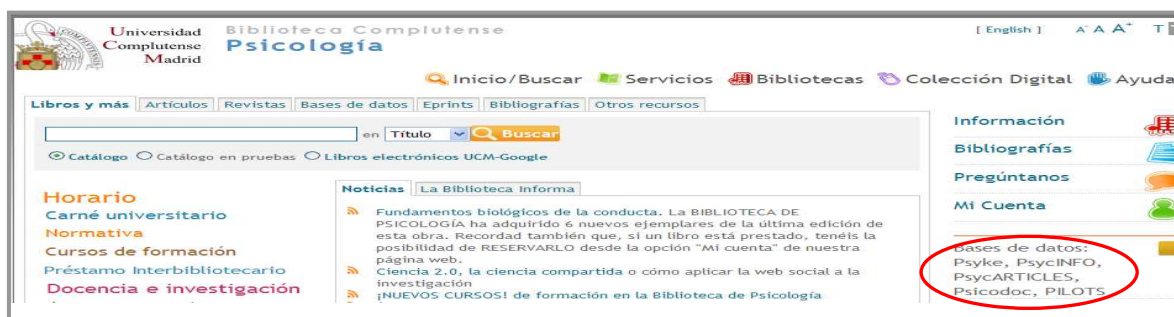 Universidad
Complutense
Madrid
Biblioteca Complutense
Psicología
[ English ] A⁻ A A⁺ T
Inicio/Buscar Servicios Bibliotecas Colección Digital Ayuda
Libros y más Artículos Revistas Bases de datos Eprints Bibliografías Otros recursos
en Título Buscar
Catálogo Catálogo en pruebas Libros electrónicos UCM-Google
Horario
Carné universitario
Normativa
Cursos de formación
Préstamo Interbibliotecario
Docencia e investigación
Noticias La Biblioteca Informa
Fundamentos biológicos de la conducta. La BIBLIOTECA DE
PSICOLOGÍA ha adquirido 6 nuevos ejemplares de la última edición de
esta obra. Recordad también que, si un libro está prestado, tenéis la
posibilidad de RESERVARLO desde la opción "Mi cuenta" de nuestra
página web.
Ciencia 2.0, la ciencia compartida o cómo aplicar la web social a la
investigación
¡NUEVOS CURSOS! de formación en la Biblioteca de Psicología
Información
Bibliografías
Pregúntanos
Mi Cuenta
Bases de datos:
Psyke, PsycINFO,
PsycARTICLES,
Psicodoc, PILOTS